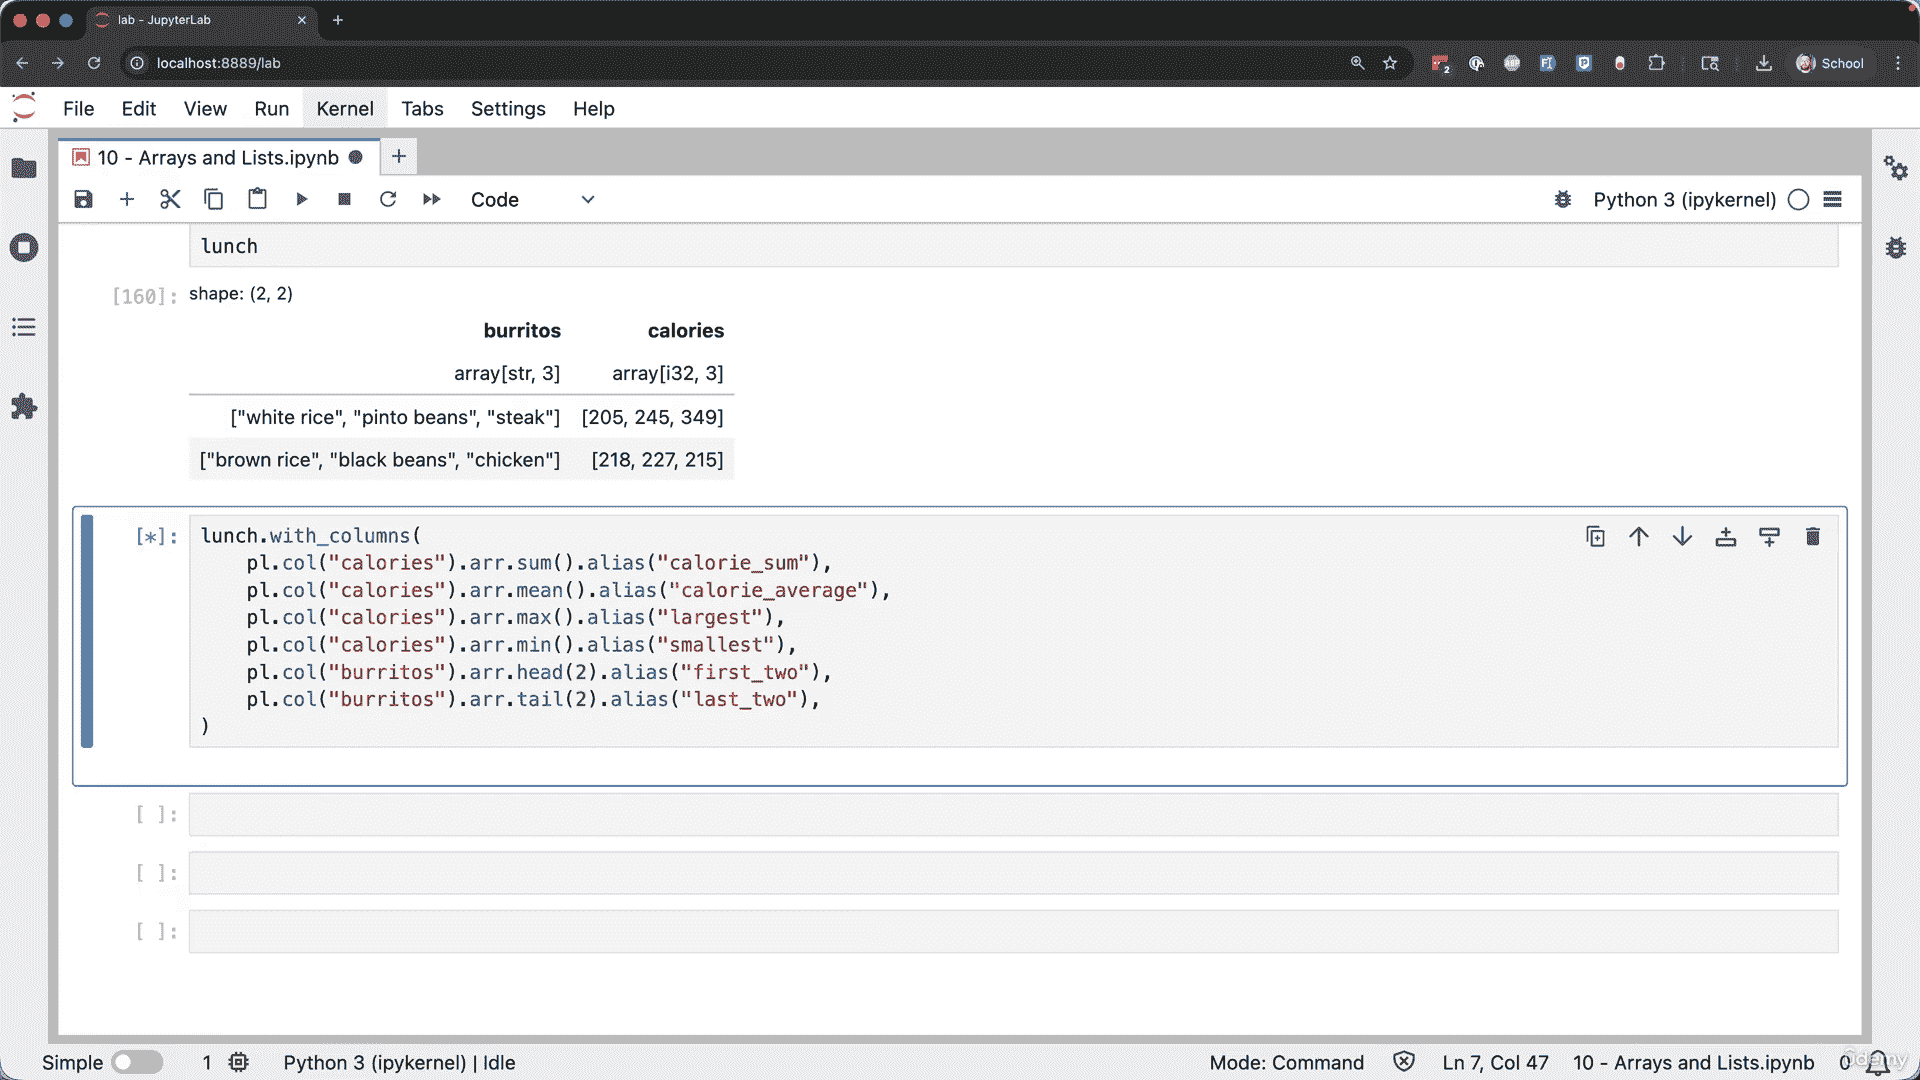 lab - JupyterLab
localhost:8889/lab
2
School
File Edit View Run Kernel Tabs Settings Help
10 - Arrays and Lists.ipynb
Code
Python 3 (ipykernel)
lunch
[160]: shape: (2, 2)
burritos calories
array[str, 3] array[i32, 3]
["white rice", "pinto beans", "steak"] [205, 245, 349]
["brown rice", "black beans", "chicken"] [218, 227, 215]
[*]: lunch.with_columns(
pl.col("calories").arr.sum().alias("calorie_sum"),
pl.col("calories").arr.mean().alias("calorie_average"),
pl.col("calories").arr.max().alias("largest"),
pl.col("calories").arr.min().alias("smallest"),
pl.col("burritos").arr.head(2).alias("first_two"),
pl.col("burritos").arr.tail(2).alias("last_two"),
)
[ ]:
[ ]:
[ ]:
Simple 1 Python 3 (ipykernel) | Idle Mode: Command Ln 7, Col 47 10 - Arrays and Lists.ipynb 0
udemy